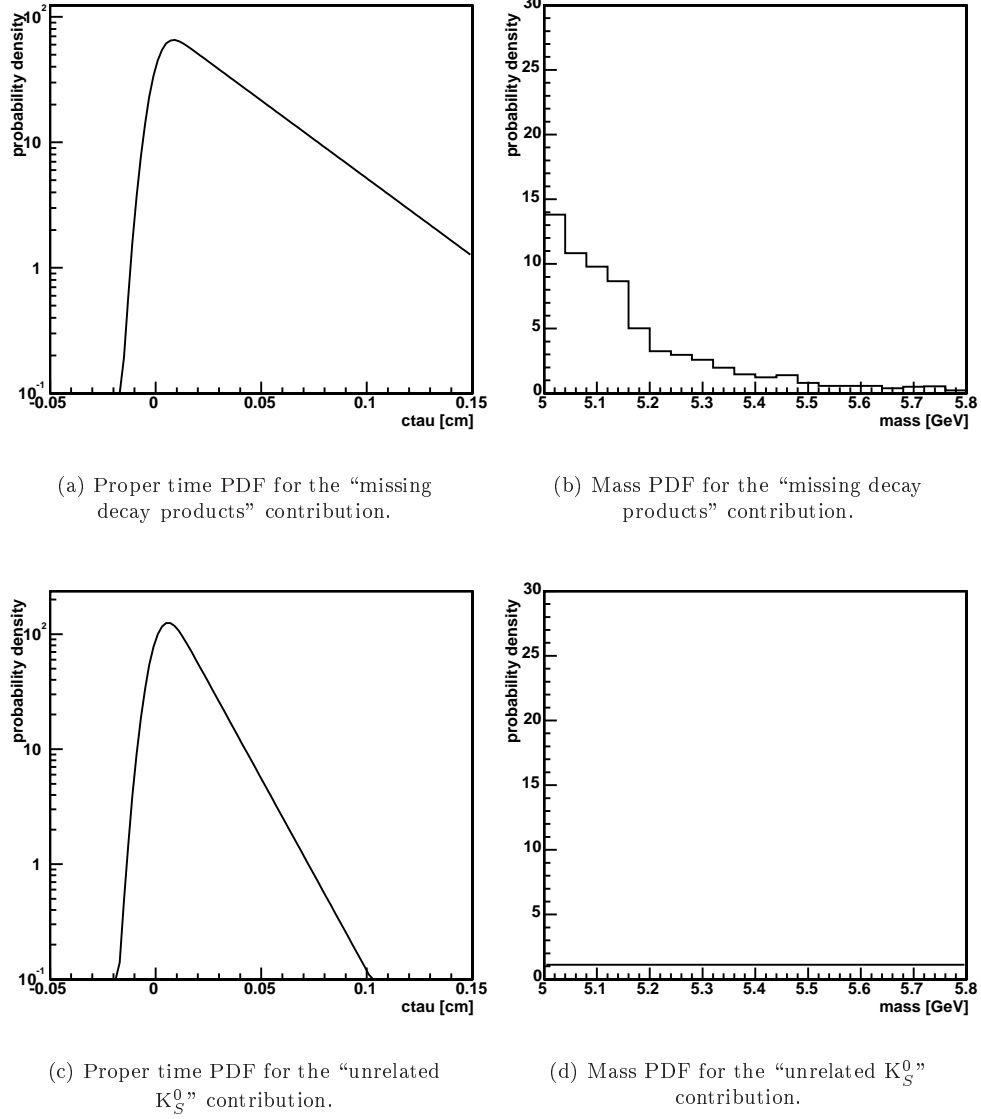 probability density
10²
10
1
10⁻¹
-0.05 0 0.05 0.1 0.15
ctau [cm]
probability density
30
25
20
15
10
5
0
5 5.1 5.2 5.3 5.4 5.5 5.6 5.7 5.8
mass [GeV]
(a) Proper time PDF for the “missing
decay products” contribution.
(b) Mass PDF for the “missing decay
products” contribution.
probability density
10²
10
1
10⁻¹
-0.05 0 0.05 0.1 0.15
ctau [cm]
probability density
30
25
20
15
10
5
0
5 5.1 5.2 5.3 5.4 5.5 5.6 5.7 5.8
mass [GeV]
(c) Proper time PDF for the “unrelated
K⁰_S” contribution.
(d) Mass PDF for the “unrelated K⁰_S”
contribution.